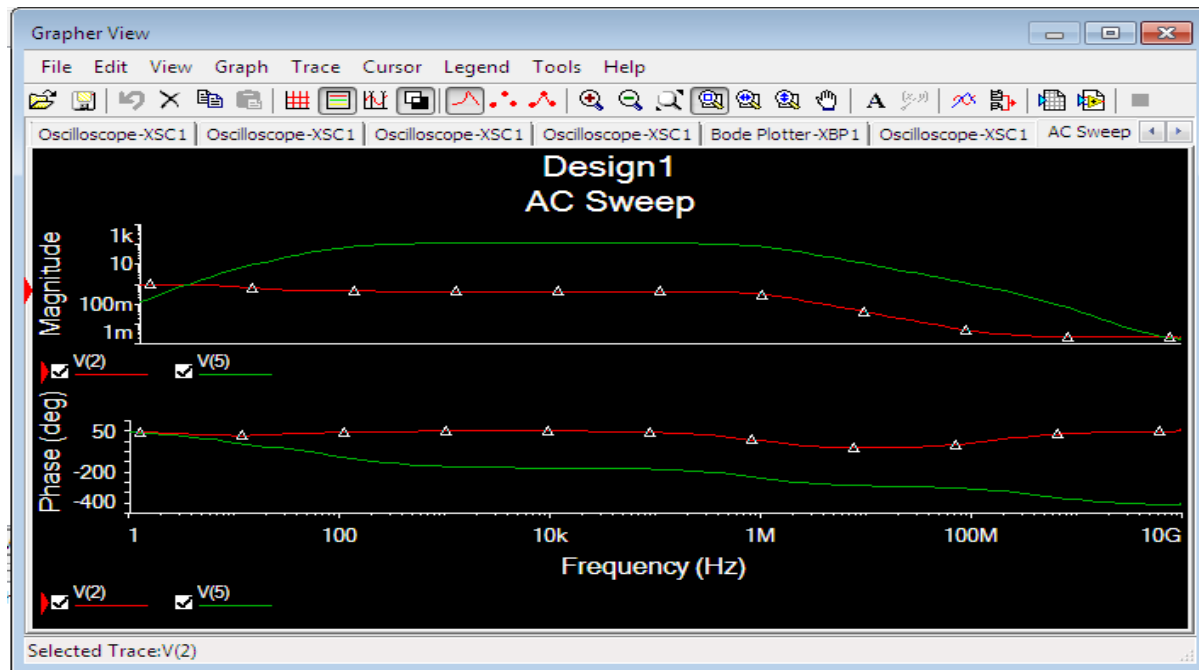 Grapher View
File Edit View Graph Trace Cursor Legend Tools Help
A (x,y)
Oscilloscope-XSC1 Oscilloscope-XSC1 Oscilloscope-XSC1 Oscilloscope-XSC1 Bode Plotter-XBP1 Oscilloscope-XSC1 AC Sweep
Design1
AC Sweep
Magnitude
1k
10
100m
1m
V(2) V(5)
Phase (deg)
50
-200
-400
1 100 10k 1M 100M 10G
Frequency (Hz)
V(2) V(5)
Selected Trace:V(2)